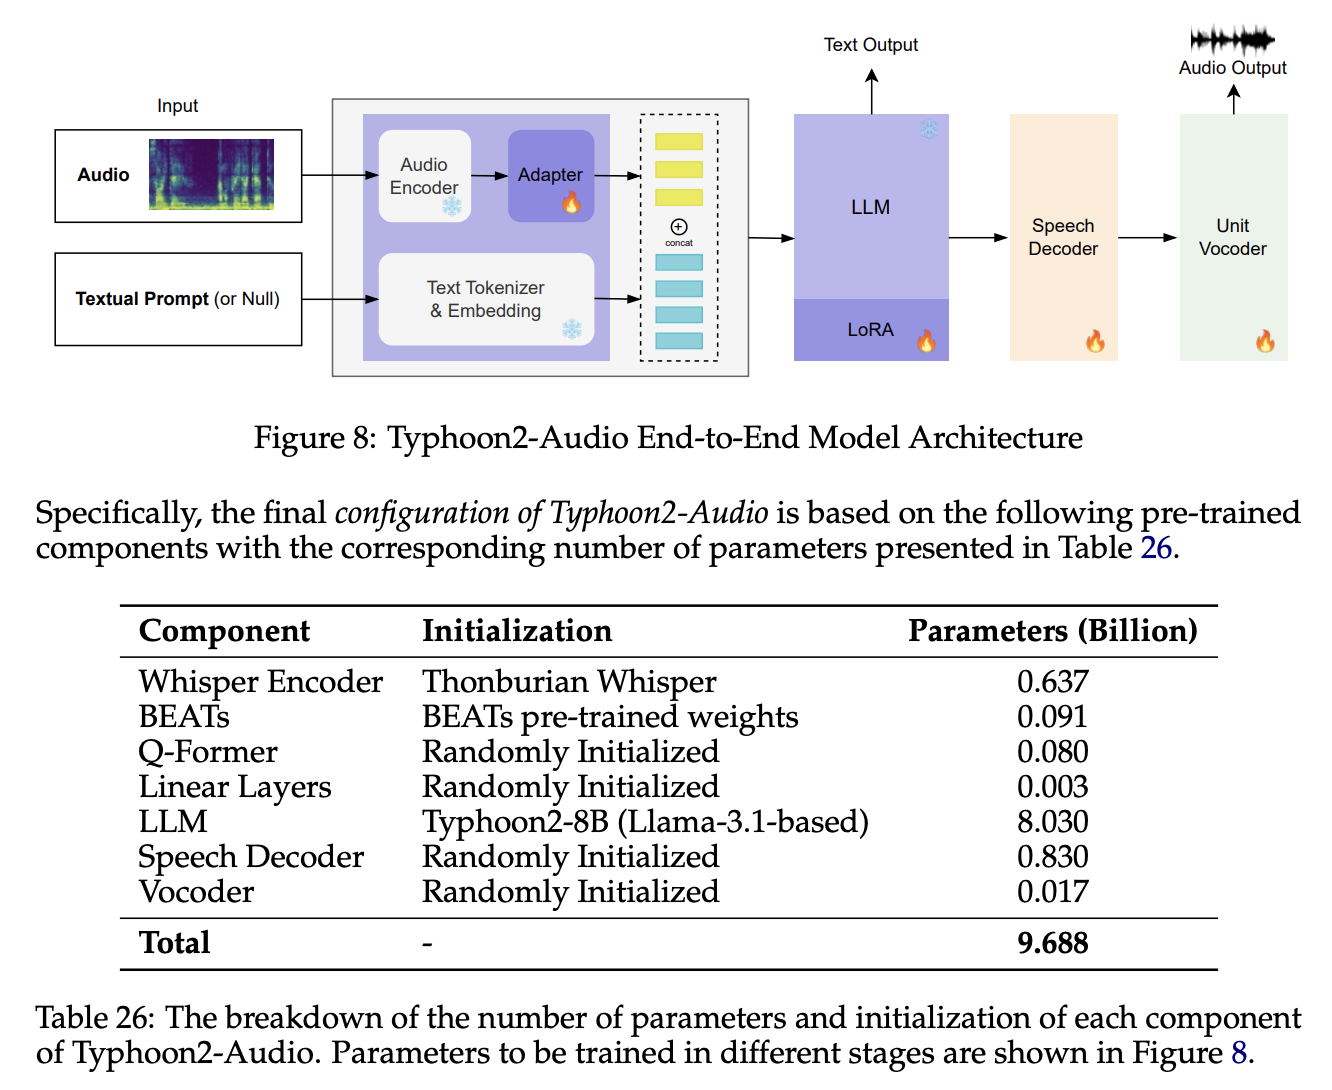 Input
Audio
Textual Prompt (or Null)
Audio
Encoder
Adapter
Text Tokenizer
& Embedding
concat
Text Output
LLM
LoRA
Speech
Decoder
Audio Output
Unit
Vocoder
Figure 8: Typhoon2-Audio End-to-End Model Architecture
Specifically, the final configuration of Typhoon2-Audio is based on the following pre-trained
components with the corresponding number of parameters presented in Table 26.
Component Initialization Parameters (Billion)
Whisper Encoder Thonburian Whisper 0.637
BEATs BEATs pre-trained weights 0.091
Q-Former Randomly Initialized 0.080
Linear Layers Randomly Initialized 0.003
LLM Typhoon2-8B (Llama-3.1-based) 8.030
Speech Decoder Randomly Initialized 0.830
Vocoder Randomly Initialized 0.017
Total - 9.688
Table 26: The breakdown of the number of parameters and initialization of each component
of Typhoon2-Audio. Parameters to be trained in different stages are shown in Figure 8.